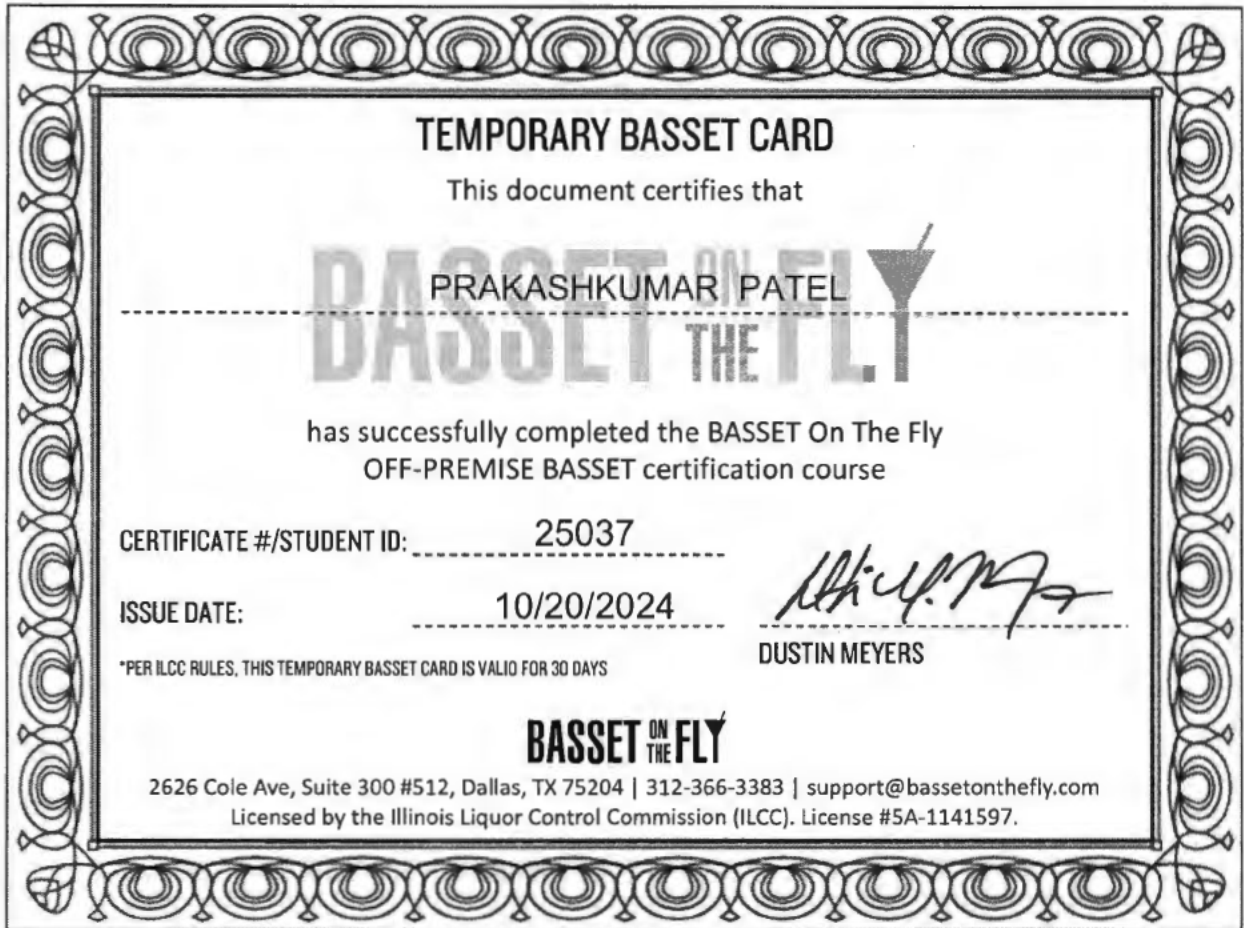 TEMPORARY BASSET CARD
This document certifies that
BASSET ON THE FLY
PRAKASHKUMAR PATEL
has successfully completed the BASSET On The Fly
OFF-PREMISE BASSET certification course
CERTIFICATE #/STUDENT ID: 25037
ISSUE DATE: 10/20/2024
DUSTIN MEYERS
*PER ILCC RULES, THIS TEMPORARY BASSET CARD IS VALID FOR 30 DAYS
BASSET ON THE FLY
2626 Cole Ave, Suite 300 #512, Dallas, TX 75204 | 312-366-3383 | support@bassetonthefly.com
Licensed by the Illinois Liquor Control Commission (ILCC). License #5A-1141597.